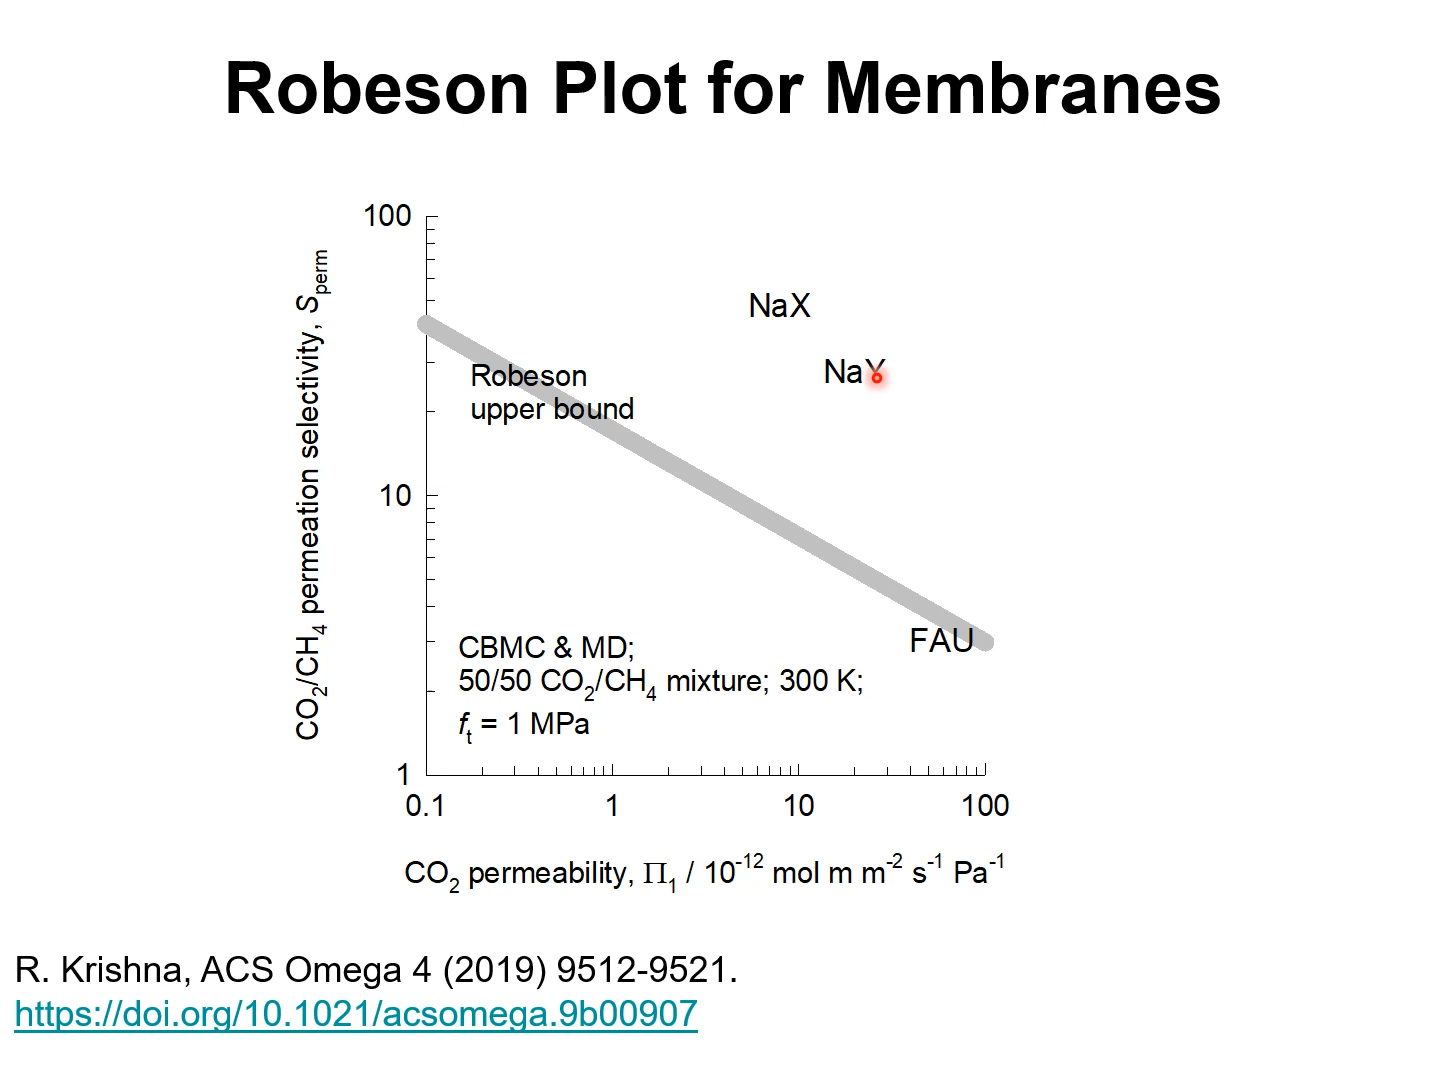 Robeson Plot for Membranes
100
NaX
NaY
Robeson
upper bound
CO2/CH4 permeation selectivity, Sperm
10
FAU
CBMC & MD;
50/50 CO2/CH4 mixture; 300 K;
ft = 1 MPa
1
0.1 1 10 100
CO2 permeability, Π1 / 10-12 mol m m-2 s-1 Pa-1
R. Krishna, ACS Omega 4 (2019) 9512-9521.
https://doi.org/10.1021/acsomega.9b00907